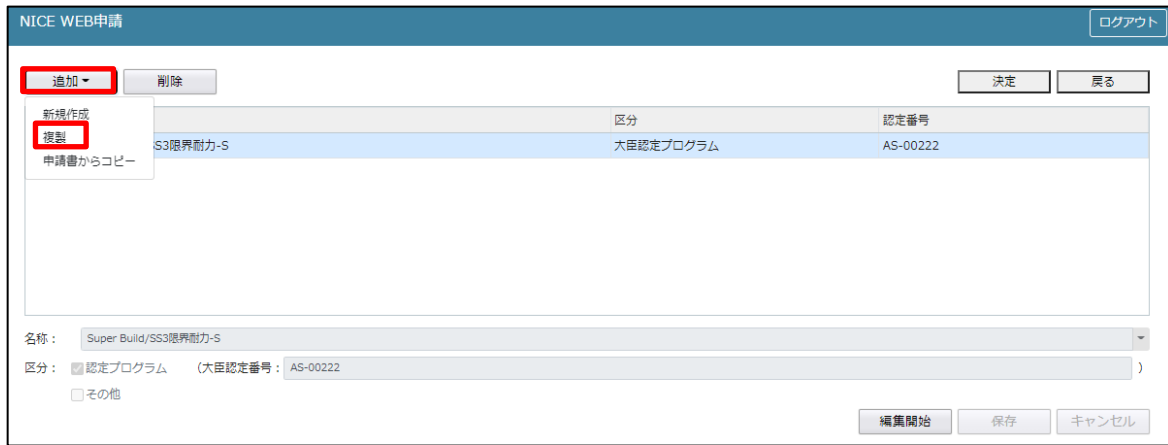 NICE WEB申請 ログアウト
追加 削除 決定 戻る
新規作成
複製
申請書からコピー
区分 認定番号
SS3限界耐力-S 大臣認定プログラム AS-00222
名称： Super Build/SS3限界耐力-S
区分： 認定プログラム （大臣認定番号： AS-00222 ）
その他
編集開始 保存 キャンセル